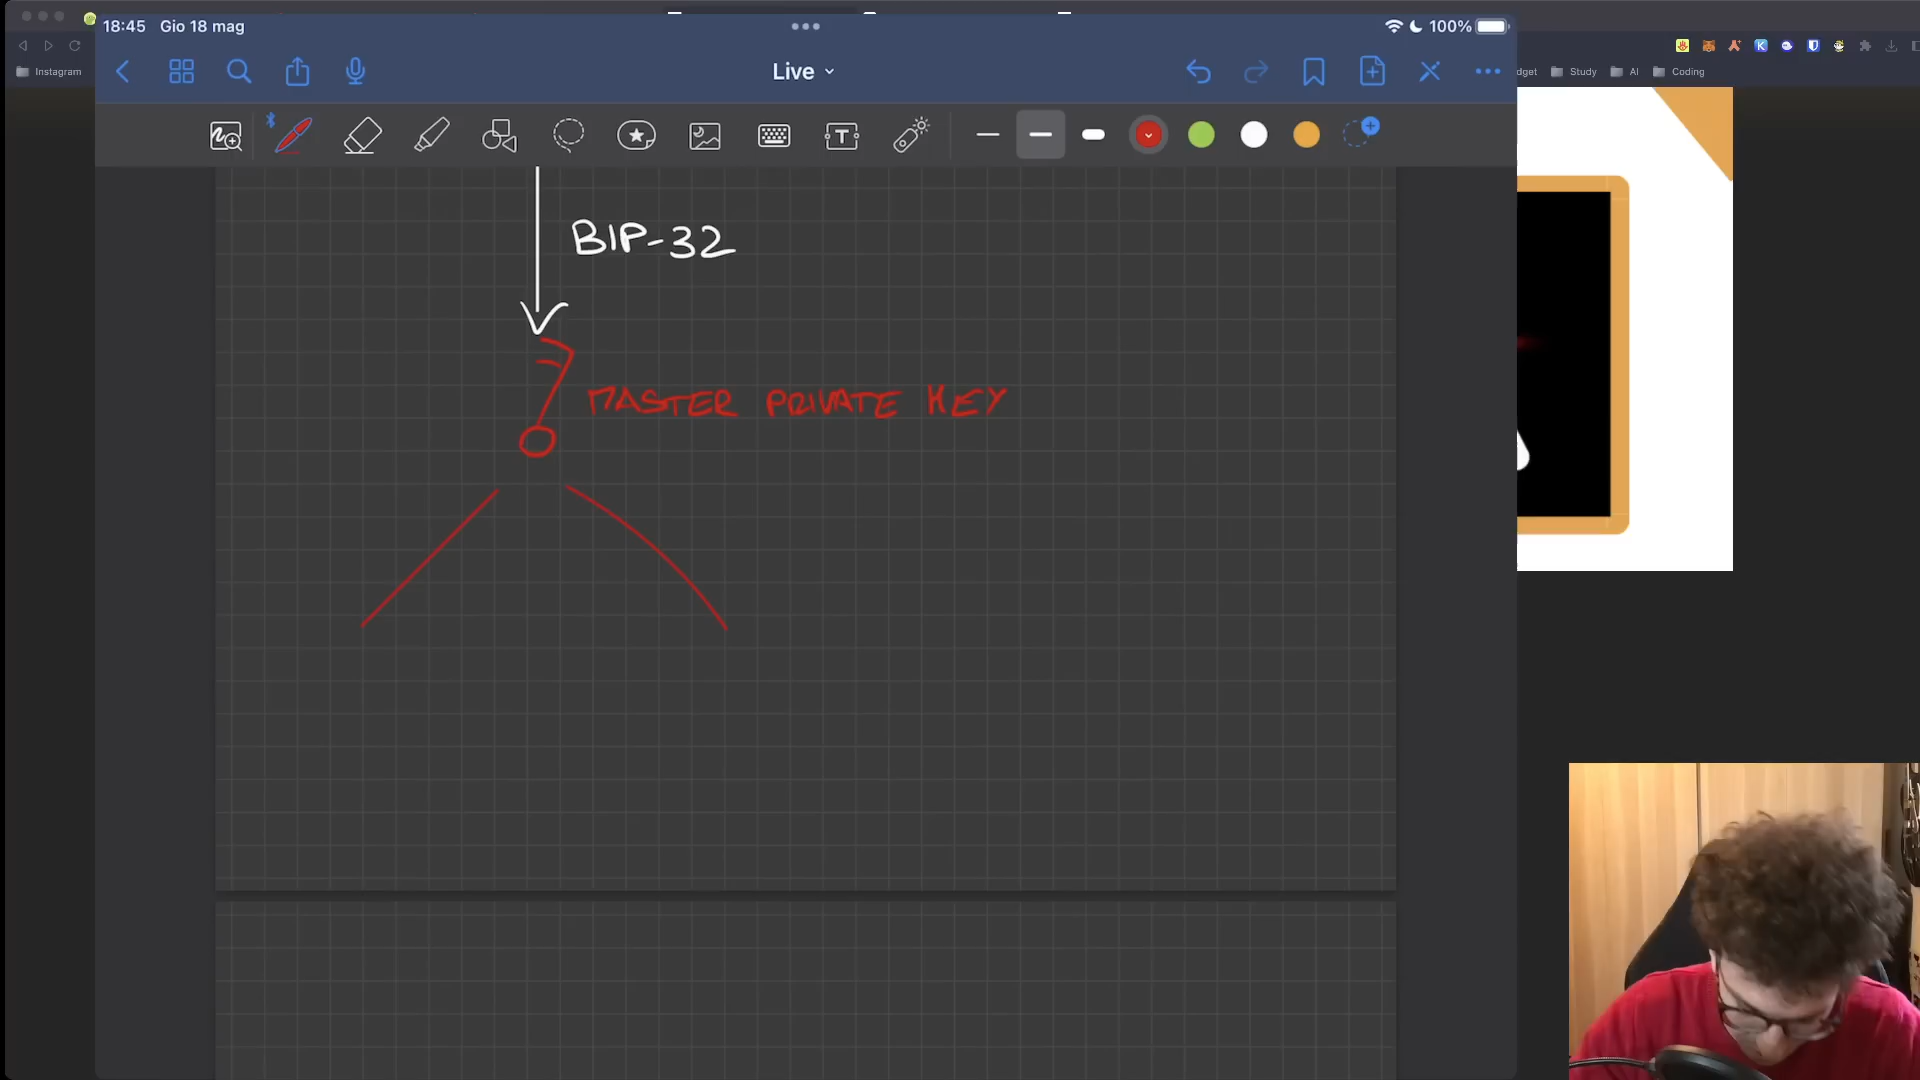 18:45 Gio 18 mag
100%
Instagram
Live
dget
Study
AI
Coding
BIP-32
MASTER PRIVATE KEY